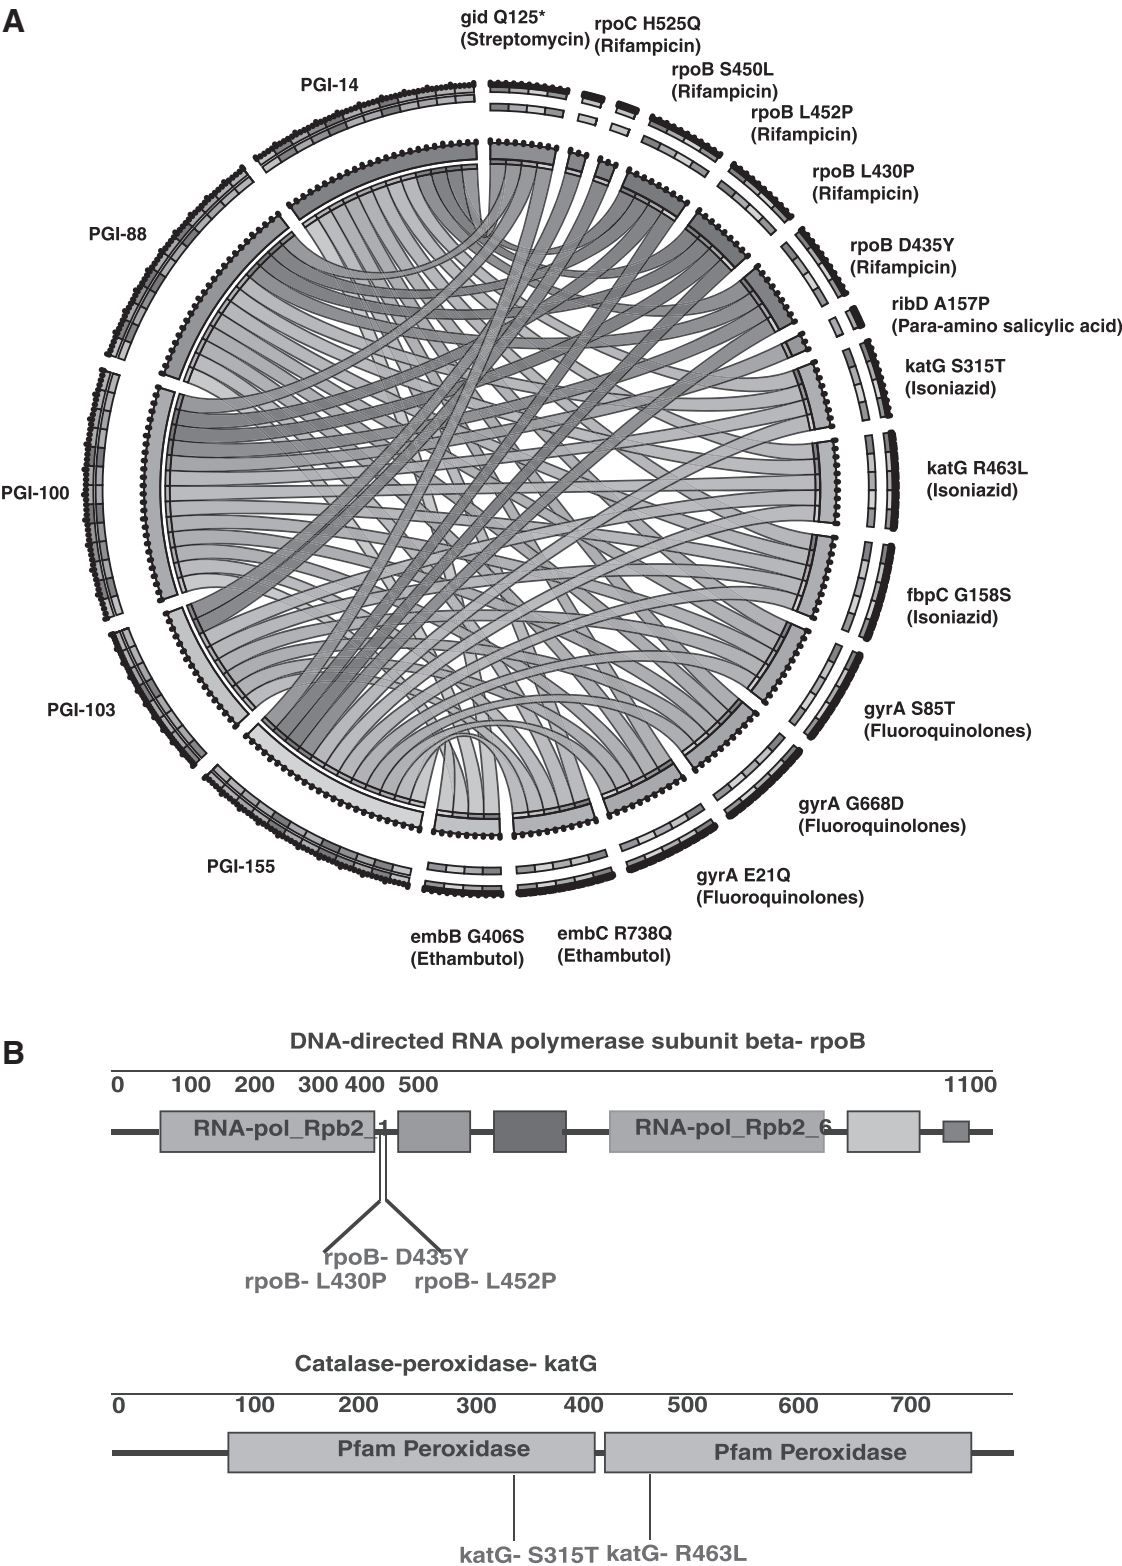 A
gid Q125*
(Streptomycin)
rpoC H525Q
(Rifampicin)
rpoB S450L
(Rifampicin)
rpoB L452P
(Rifampicin)
rpoB L430P
(Rifampicin)
rpoB D435Y
(Rifampicin)
ribD A157P
(Para-amino salicylic acid)
katG S315T
(Isoniazid)
katG R463L
(Isoniazid)
fbpC G158S
(Isoniazid)
gyrA S85T
(Fluoroquinolones)
gyrA G668D
(Fluoroquinolones)
gyrA E21Q
(Fluoroquinolones)
embC R738Q
(Ethambutol)
embB G406S
(Ethambutol)
PGI-155
PGI-103
PGI-100
PGI-88
PGI-14
B
DNA-directed RNA polymerase subunit beta- rpoB
0 100 200 300 400 500 1100
RNA-pol_Rpb2_1 RNA-pol_Rpb2_6
rpoB- D435Y
rpoB- L430P rpoB- L452P
Catalase-peroxidase- katG
0 100 200 300 400 500 600 700
Pfam Peroxidase Pfam Peroxidase
katG- S315T katG- R463L